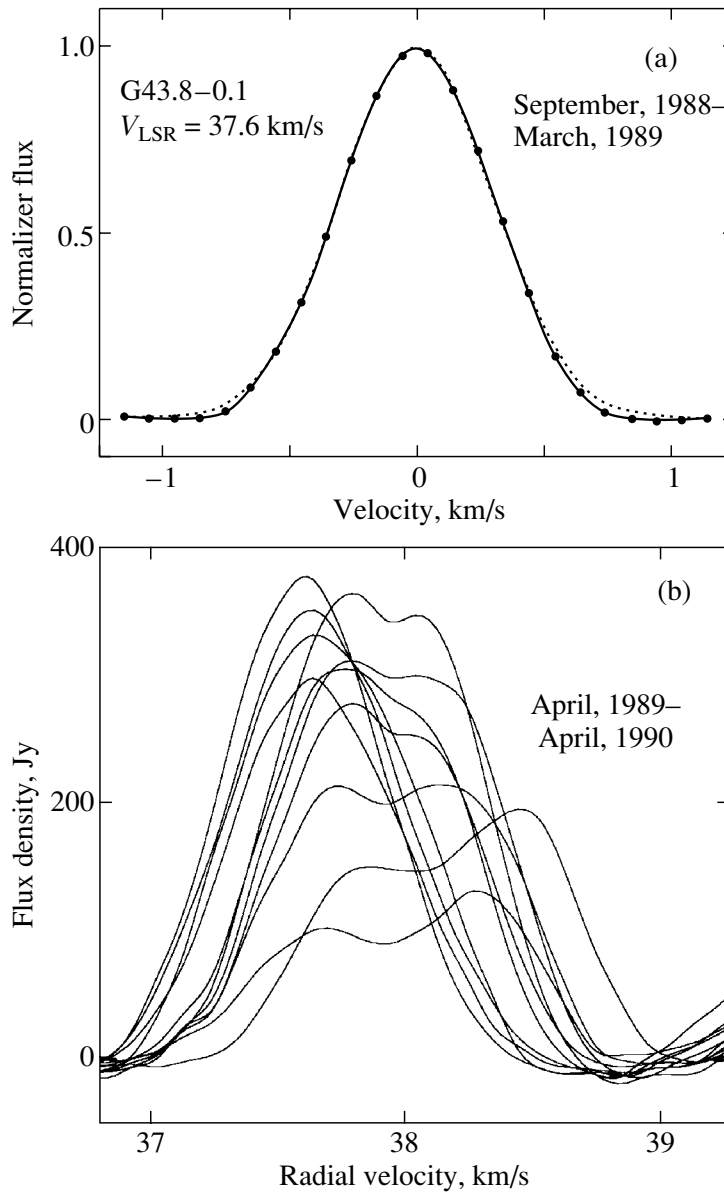 (a)
G43.8–0.1
V_LSR = 37.6 km/s
September, 1988–
March, 1989
Normalizer flux
1.0
0.5
0
–1
0
1
Velocity, km/s
(b)
April, 1989–
April, 1990
Flux density, Jy
400
200
0
37
38
39
Radial velocity, km/s